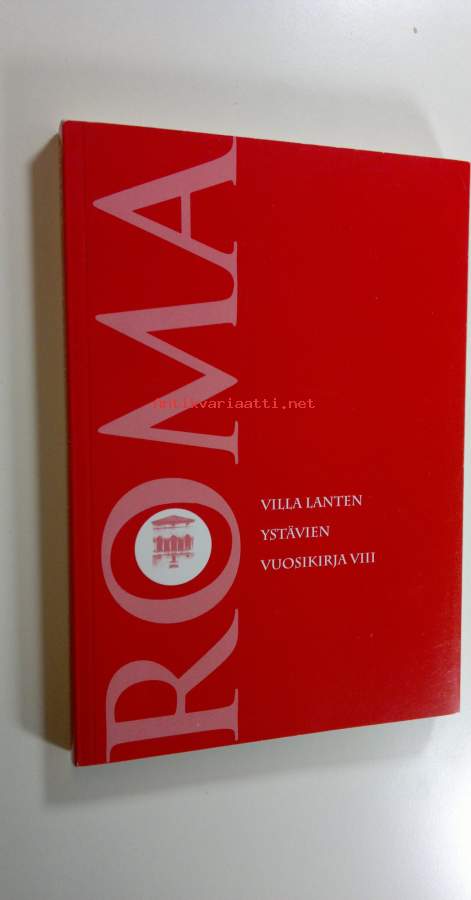 ROMA
antikvariaatti.net
VILLA LANTEN
YSTÄVIEN
VUOSIKIRJA VIII